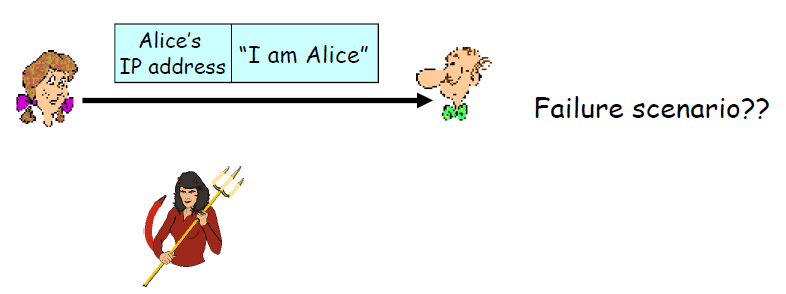 Alice’s
IP address
“I am Alice”
Failure scenario??